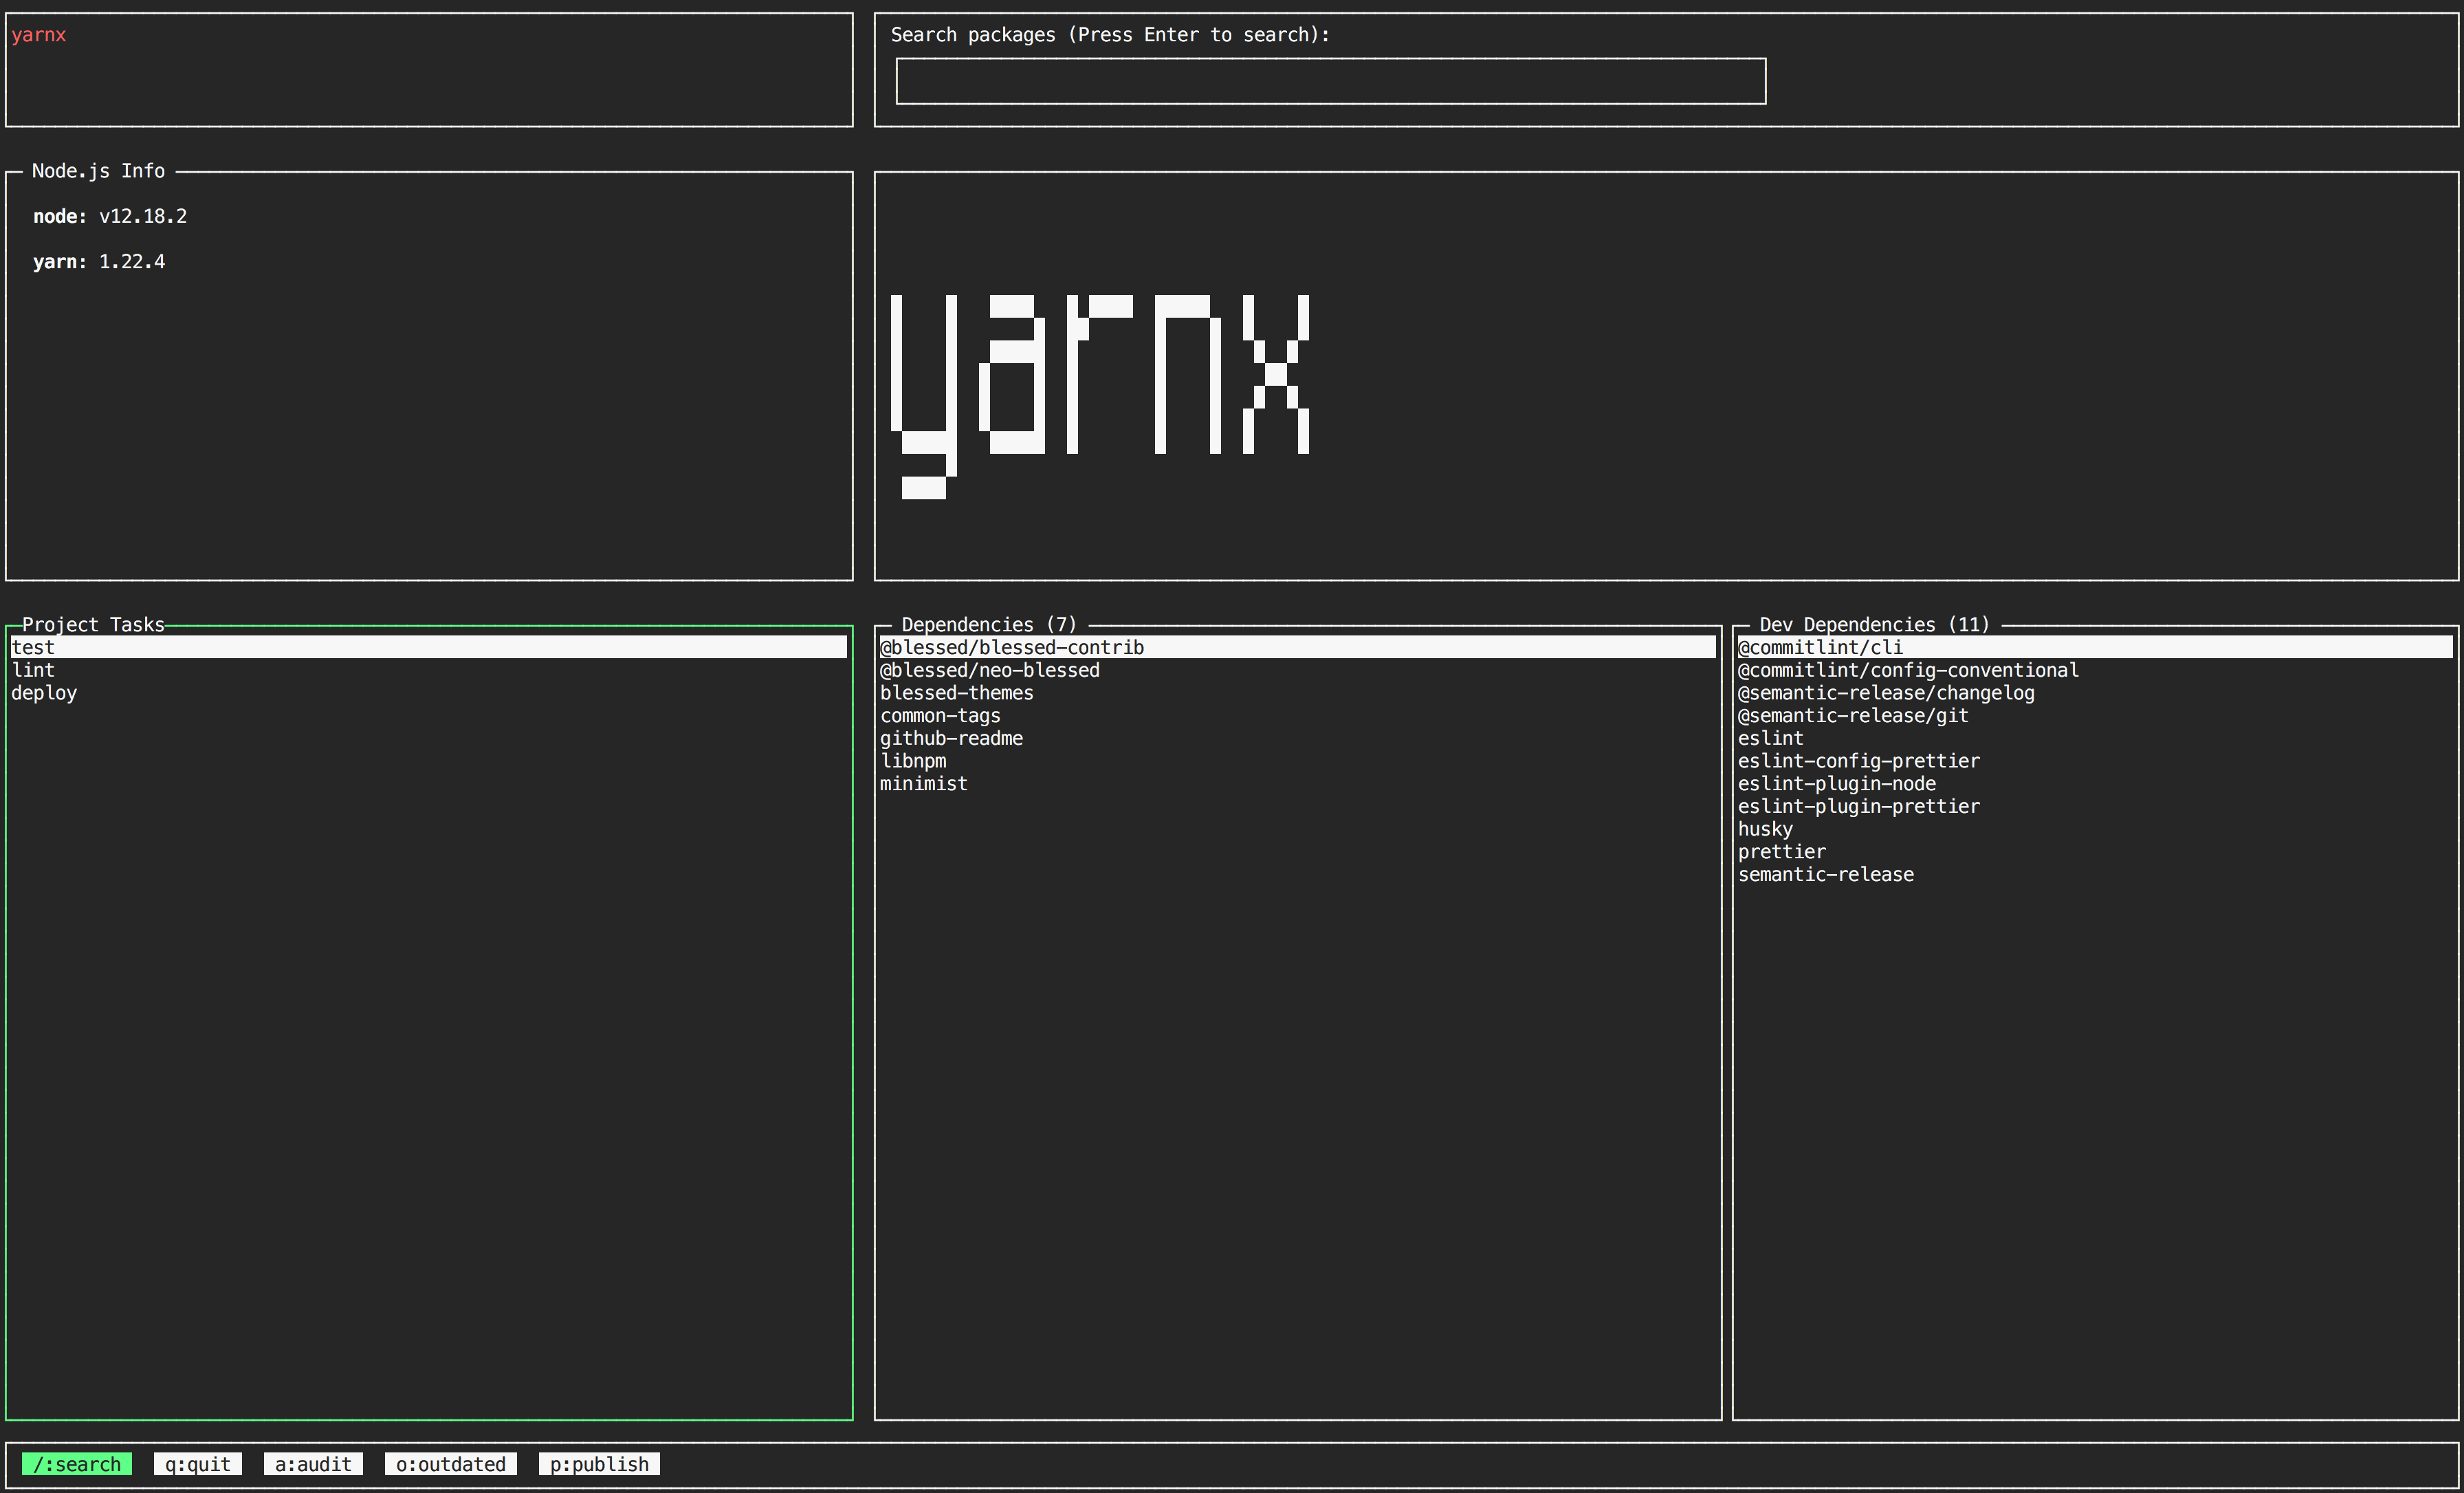 yarnx
Search packages (Press Enter to search):
Node.js Info
node: v12.18.2
yarn: 1.22.4
yarnx
Project Tasks
test
lint
deploy
Dependencies (7)
@blessed/blessed-contrib
@blessed/neo-blessed
blessed-themes
common-tags
github-readme
libnpm
minimist
Dev Dependencies (11)
@commitlint/cli
@commitlint/config-conventional
@semantic-release/changelog
@semantic-release/git
eslint
eslint-config-prettier
eslint-plugin-node
eslint-plugin-prettier
husky
prettier
semantic-release
/:search q:quit a:audit o:outdated p:publish